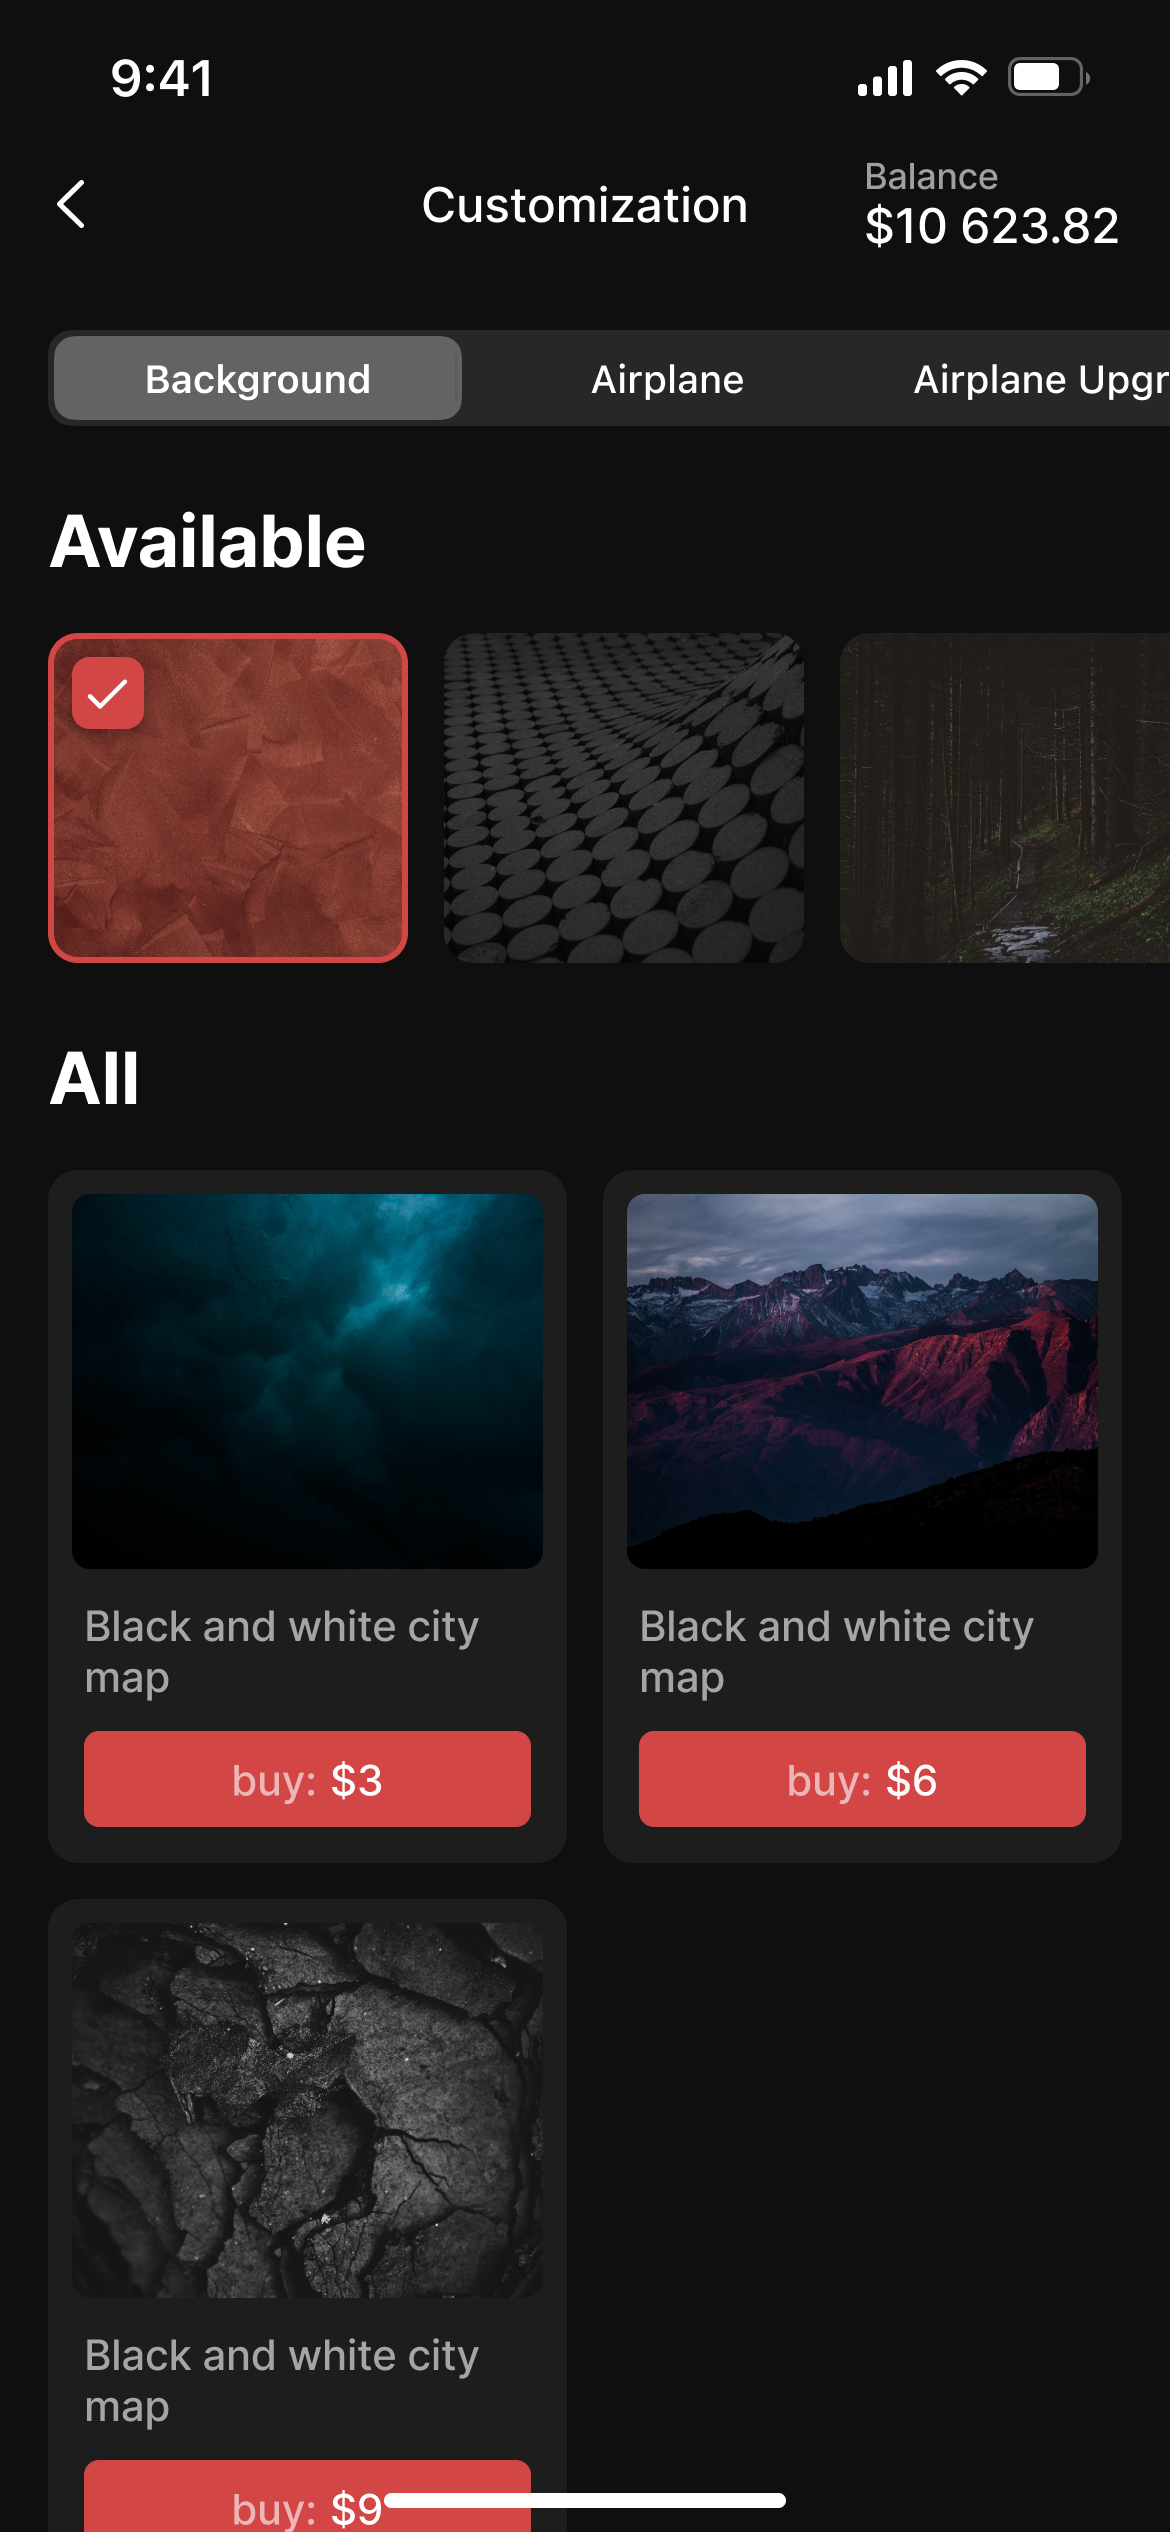 9:41
Customization
Balance
$10 623.82
Background
Airplane
Airplane Upgr
Available
All
Black and white city
map
buy: $3
Black and white city
map
buy: $6
Black and white city
map
buy: $9